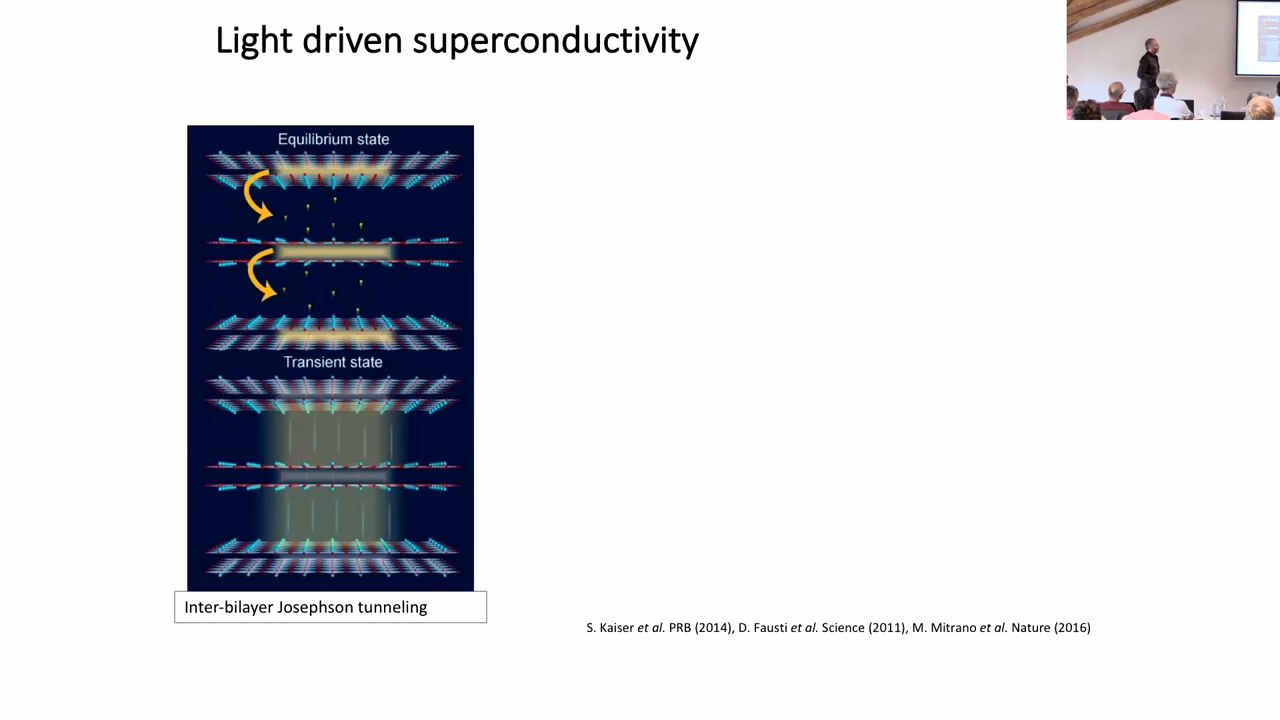 Light driven superconductivity
Equilibrium state
Transient state
Inter-bilayer Josephson tunneling
S. Kaiser et al. PRB (2014), D. Fausti et al. Science (2011), M. Mitrano et al. Nature (2016)